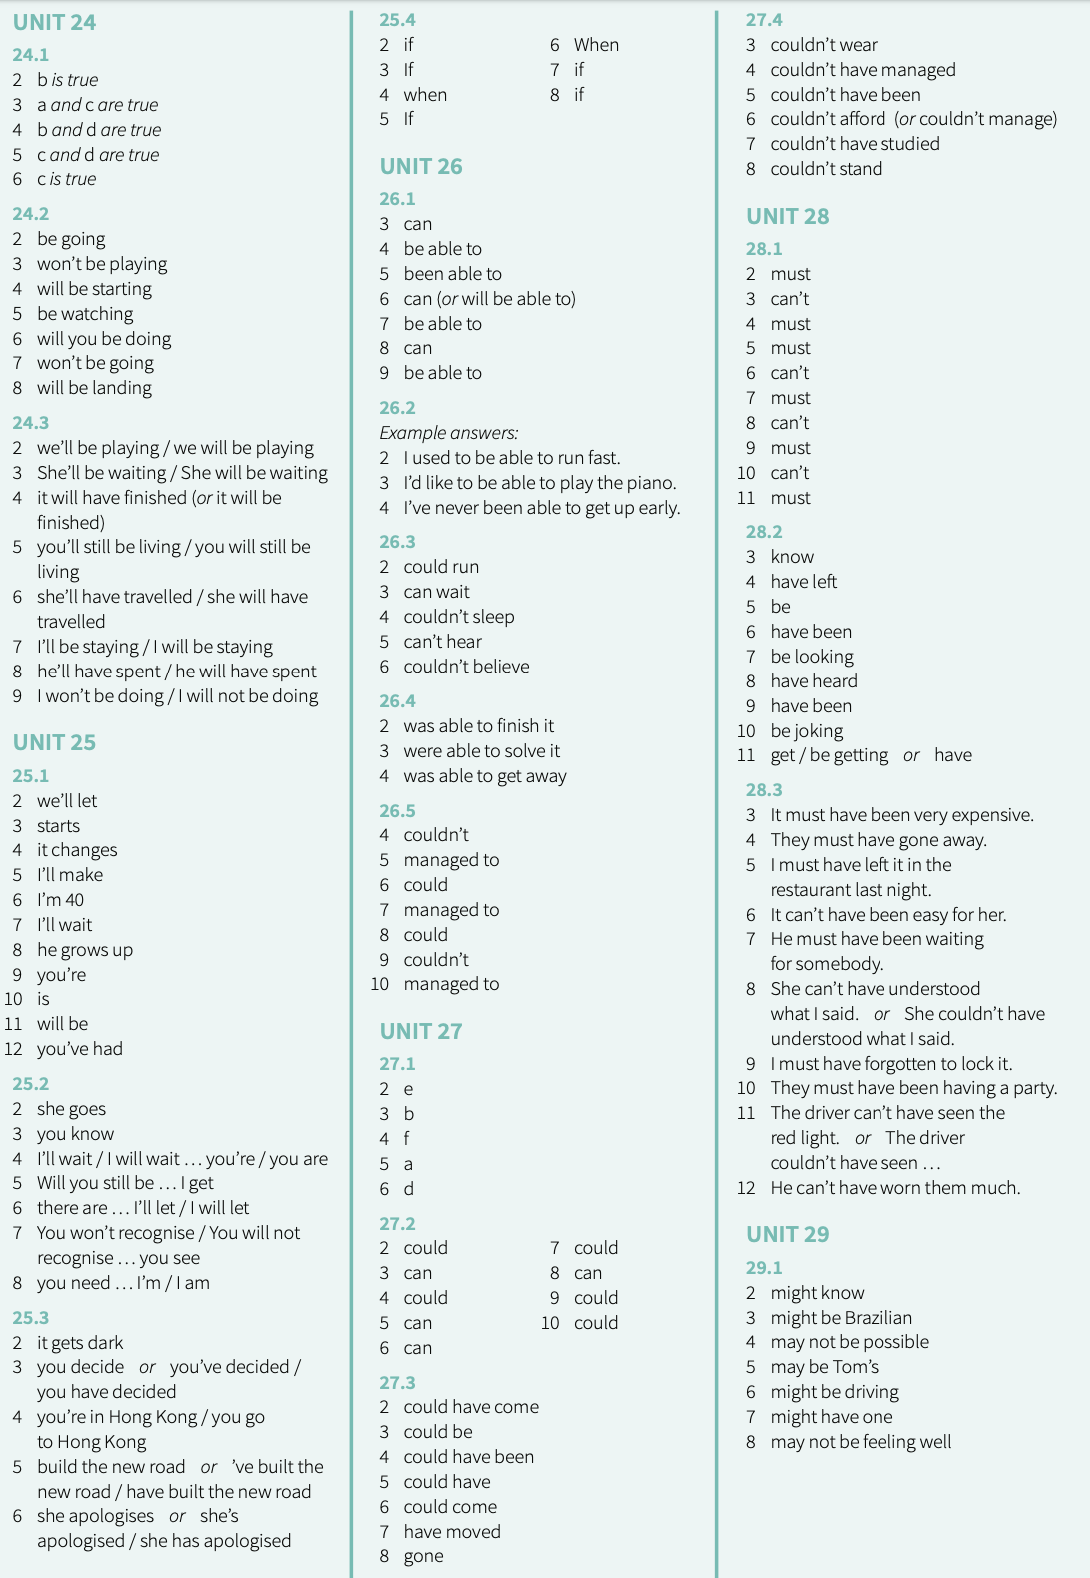 UNIT 24
24.1
2 b is true
3 a and c are true
4 b and d are true
5 c and d are true
6 c is true
24.2
2 be going
3 won't be playing
4 will be starting
5 be watching
6 will you be doing
7 won't be going
8 will be landing
24.3
2 we'll be playing / we will be playing
3 She'll be waiting / She will be waiting
4 it will have finished (or it will be
finished)
5 you'll still be living / you will still be
living
6 she'll have travelled / she will have
travelled
7 I'll be staying / I will be staying
8 he'll have spent / he will have spent
9 I won't be doing / I will not be doing
UNIT 25
25.1
2 we'll let
3 starts
4 it changes
5 I'll make
6 I'm 40
7 I'll wait
8 he grows up
9 you're
10 is
11 will be
12 you've had
25.2
2 she goes
3 you know
4 I'll wait / I will wait … you're / you are
5 Will you still be … I get
6 there are … I'll let / I will let
7 You won't recognise / You will not
recognise … you see
8 you need … I'm / I am
25.3
2 it gets dark
3 you decide or you've decided /
you have decided
4 you're in Hong Kong / you go
to Hong Kong
5 build the new road or 've built the
new road / have built the new road
6 she apologises or she's
apologised / she has apologised
25.4
2 if 6 When
3 If 7 if
4 when 8 if
5 If
UNIT 26
26.1
3 can
4 be able to
5 been able to
6 can (or will be able to)
7 be able to
8 can
9 be able to
26.2
Example answers:
2 I used to be able to run fast.
3 I'd like to be able to play the piano.
4 I've never been able to get up early.
26.3
2 could run
3 can wait
4 couldn't sleep
5 can't hear
6 couldn't believe
26.4
2 was able to finish it
3 were able to solve it
4 was able to get away
26.5
4 couldn't
5 managed to
6 could
7 managed to
8 could
9 couldn't
10 managed to
UNIT 27
27.1
2 e
3 b
4 f
5 a
6 d
27.2
2 could 7 could
3 can 8 can
4 could 9 could
5 can 10 could
6 can
27.3
2 could have come
3 could be
4 could have been
5 could have
6 could come
7 have moved
8 gone
27.4
3 couldn't wear
4 couldn't have managed
5 couldn't have been
6 couldn't afford (or couldn't manage)
7 couldn't have studied
8 couldn't stand
UNIT 28
28.1
2 must
3 can't
4 must
5 must
6 can't
7 must
8 can't
9 must
10 can't
11 must
28.2
3 know
4 have left
5 be
6 have been
7 be looking
8 have heard
9 have been
10 be joking
11 get / be getting or have
28.3
3 It must have been very expensive.
4 They must have gone away.
5 I must have left it in the
restaurant last night.
6 It can't have been easy for her.
7 He must have been waiting
for somebody.
8 She can't have understood
what I said. or She couldn't have
understood what I said.
9 I must have forgotten to lock it.
10 They must have been having a party.
11 The driver can't have seen the
red light. or The driver
couldn't have seen …
12 He can't have worn them much.
UNIT 29
29.1
2 might know
3 might be Brazilian
4 may not be possible
5 may be Tom's
6 might be driving
7 might have one
8 may not be feeling well